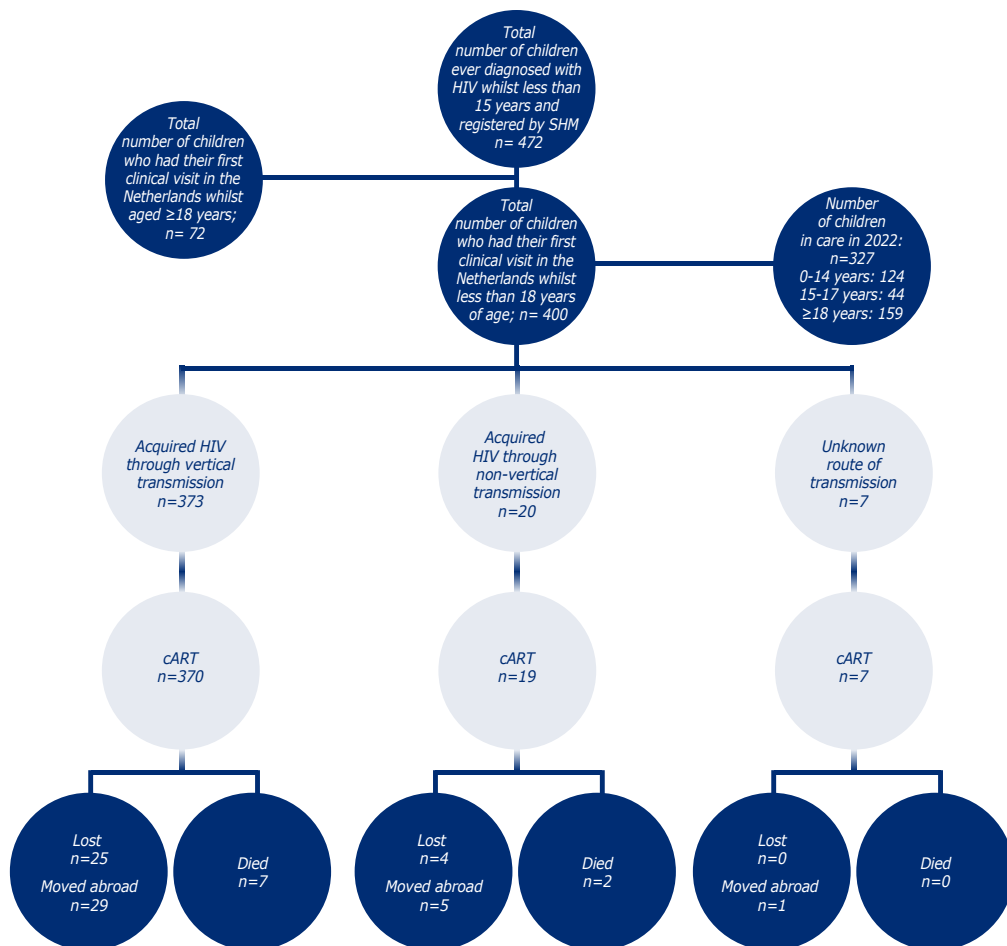 Total
number of children
ever diagnosed with
HIV whilst less than
15 years and
registered by SHM
n= 472
Total
number of children
who had their first
clinical visit in the
Netherlands whilst
aged ≥18 years;
n= 72
Total
number of children
who had their first
clinical visit in the
Netherlands whilst
less than 18 years
of age; n= 400
Number
of children
in care in 2022:
n=327
0-14 years: 124
15-17 years: 44
≥18 years: 159
Acquired HIV
through vertical
transmission
n=373
Acquired
HIV through
non-vertical
transmission
n=20
Unknown
route of
transmission
n=7
cART
n=370
cART
n=19
cART
n=7
Lost
n=25
Moved abroad
n=29
Died
n=7
Lost
n=4
Moved abroad
n=5
Died
n=2
Lost
n=0
Moved abroad
n=1
Died
n=0